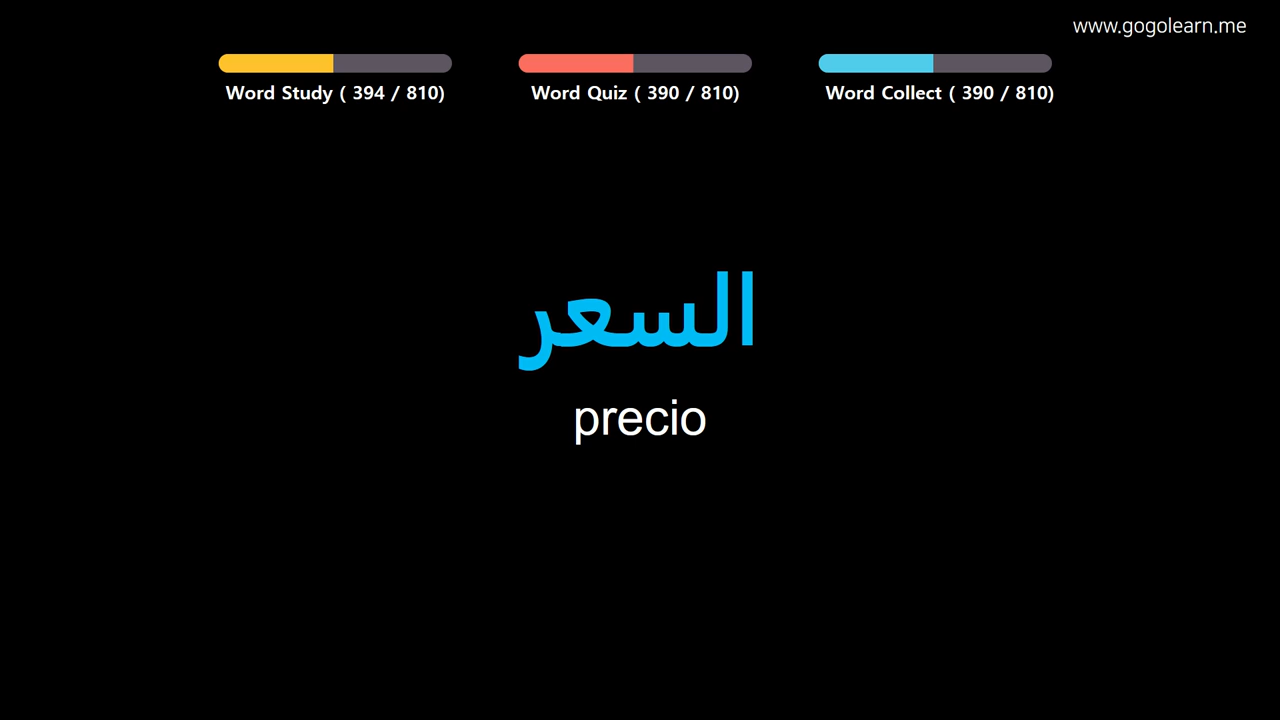 www.gogolearn.me
Word Study ( 394 / 810)
Word Quiz ( 390 / 810)
Word Collect ( 390 / 810)
السعر
precio